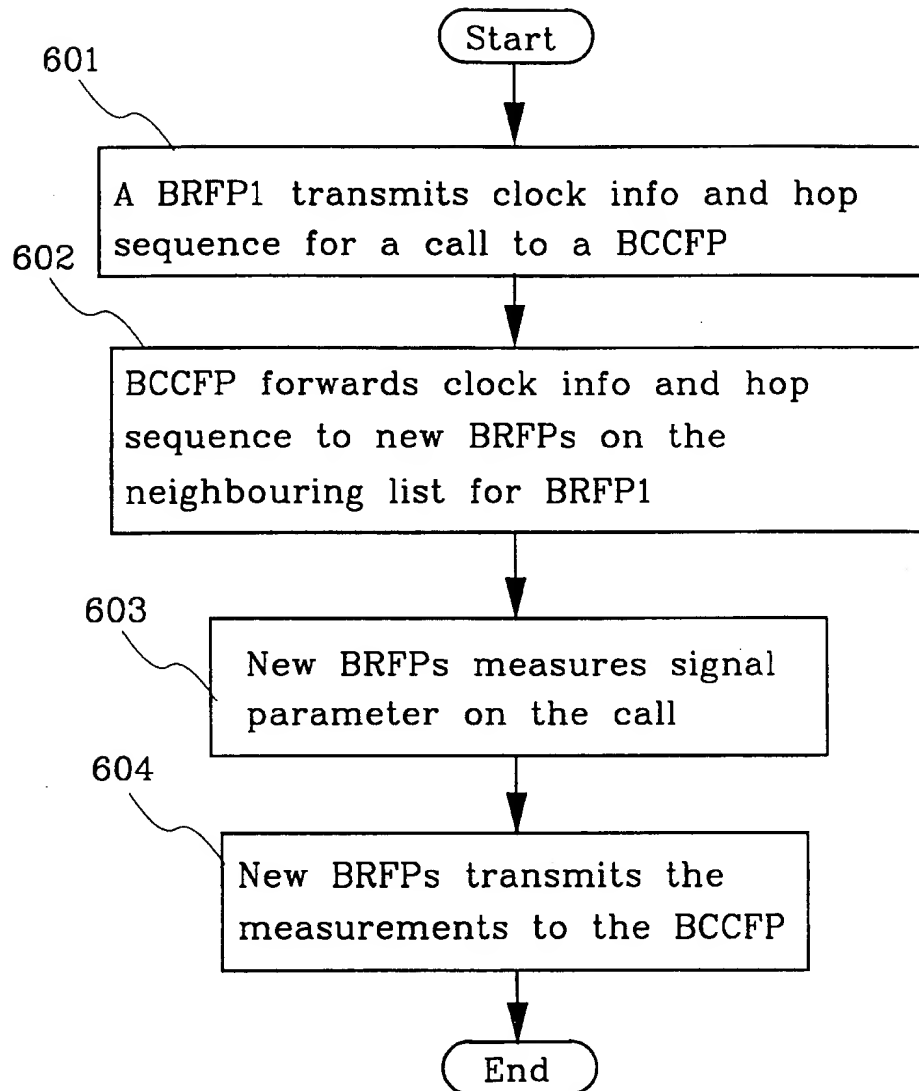 Start
601
A BRFP1 transmits clock info and hop
sequence for a call to a BCCFP
602
BCCFP forwards clock info and hop
sequence to new BRFPs on the
neighbouring list for BRFP1
603
New BRFPs measures signal
parameter on the call
604
New BRFPs transmits the
measurements to the BCCFP
End